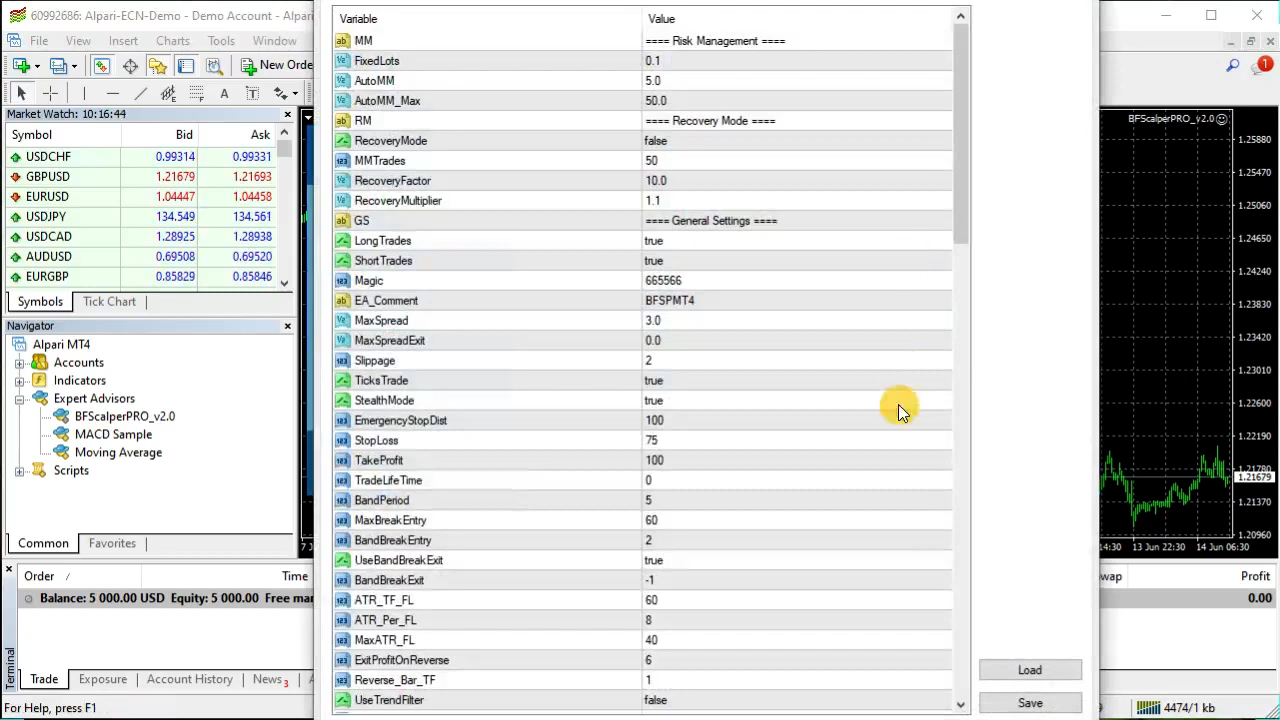 60992686: Alpari-ECN-Demo - Demo Account - Alpari
File View Insert Charts Tools Window
New Orde
Market Watch: 10:16:44
Symbol Bid Ask
USDCHF 0.99314 0.99331
GBPUSD 1.21679 1.21693
EURUSD 1.04447 1.04458
USDJPY 134.549 134.561
USDCAD 1.28925 1.28938
AUDUSD 0.69508 0.69520
EURGBP 0.85829 0.85846
Symbols Tick Chart
Navigator
Alpari MT4
Accounts
Indicators
Expert Advisors
BFScalperPRO_v2.0
MACD Sample
Moving Average
Scripts
Common Favorites
Order / Time
Balance: 5 000.00 USD Equity: 5 000.00 Free mar
Terminal
Trade Exposure Account History News 3
For Help, press F1
Variable Value
MM ==== Risk Management ====
FixedLots 0.1
AutoMM 5.0
AutoMM_Max 50.0
RM ==== Recovery Mode ====
RecoveryMode false
MMTrades 50
RecoveryFactor 10.0
RecoveryMultiplier 1.1
GS ==== General Settings ====
LongTrades true
ShortTrades true
Magic 665566
EA_Comment BFSPMT4
MaxSpread 3.0
MaxSpreadExit 0.0
Slippage 2
TicksTrade true
StealthMode true
EmergencyStopDist 100
StopLoss 75
TakeProfit 100
TradeLifeTime 0
BandPeriod 5
MaxBreakEntry 60
BandBreakEntry 2
UseBandBreakExit true
BandBreakExit -1
ATR_TF_FL 60
ATR_Per_FL 8
MaxATR_FL 40
ExitProfitOnReverse 6
Reverse_Bar_TF 1
UseTrendFilter false
Load
Save
1
BFScalperPRO_v2.0
1.25880
1.25470
1.25060
1.24650
1.24240
1.23830
1.23420
1.23010
1.22600
1.22190
1.21780
1.21679
1.21370
1.20960
14:30 13 Jun 22:30 14 Jun 06:30
wap Profit
0.00
4474/1 kb